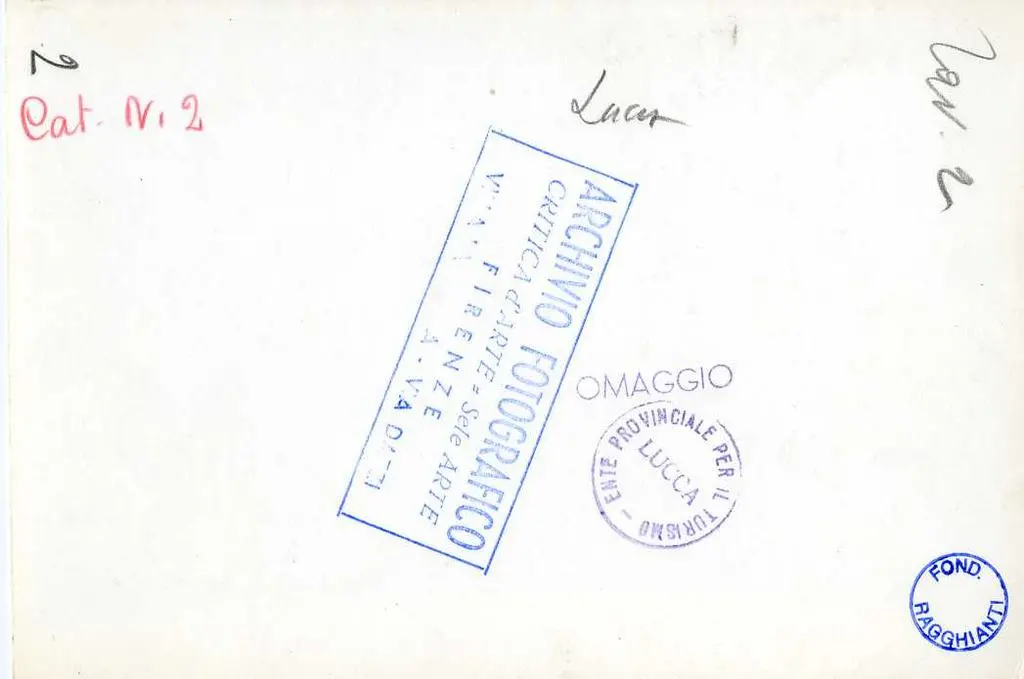 2
Cat. N. 2
Lucca
Tav. 2
ARCHIVIO FOTOGRAFICO
CRITICA d'ARTE = Sele ARTE
FIRENZE
OMAGGIO
ENTE PROVINCIALE PER IL TURISMO -
LUCCA
FOND.
RAGGHIANTI